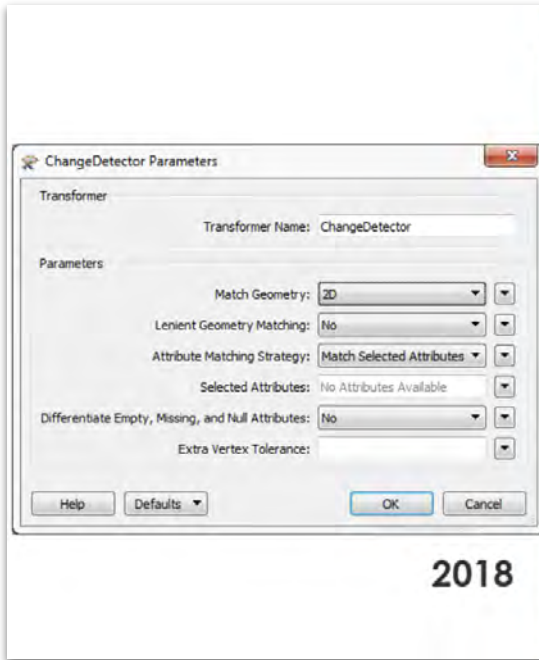 ChangeDetector Parameters
Transformer
Transformer Name: ChangeDetector
Parameters
Match Geometry: 2D
Lenient Geometry Matching: No
Attribute Matching Strategy: Match Selected Attributes
Selected Attributes: No Attributes Available
Differentiate Empty, Missing, and Null Attributes: No
Extra Vertex Tolerance:
Help Defaults OK Cancel
2018